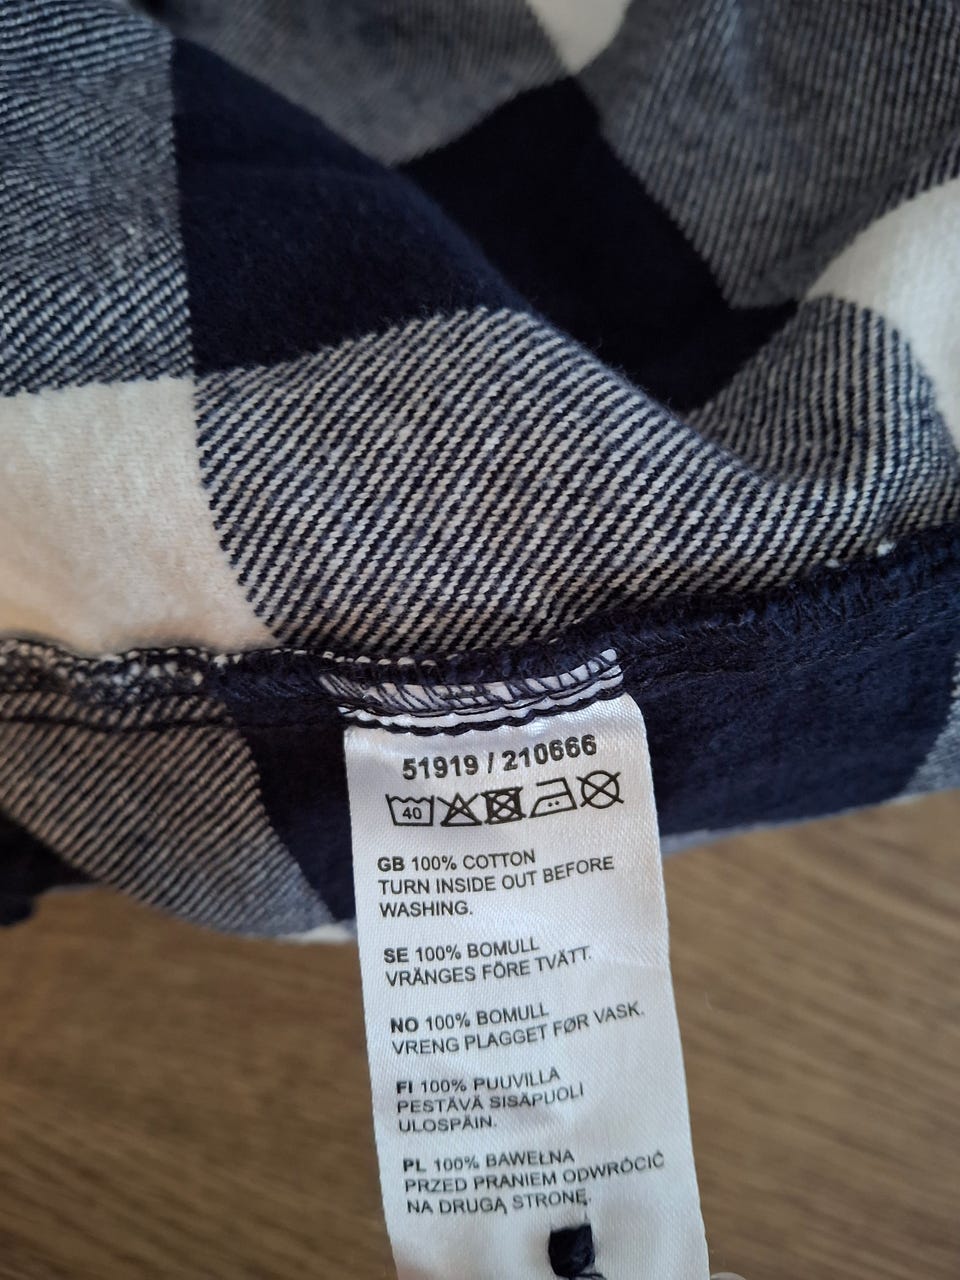 51919 / 210666
40
GB 100% COTTON
TURN INSIDE OUT BEFORE
WASHING.
SE 100% BOMULL
VRÄNGES FÖRE TVÄTT.
NO 100% BOMULL
VRENG PLAGGET FØR VASK.
FI 100% PUUVILLA
PESTÄVÄ SISÄPUOLI
ULOSPÄIN.
PL 100% BAWEŁNA
PRZED PRANIEM ODWRÓCIĆ
NA DRUGĄ STRONĘ.